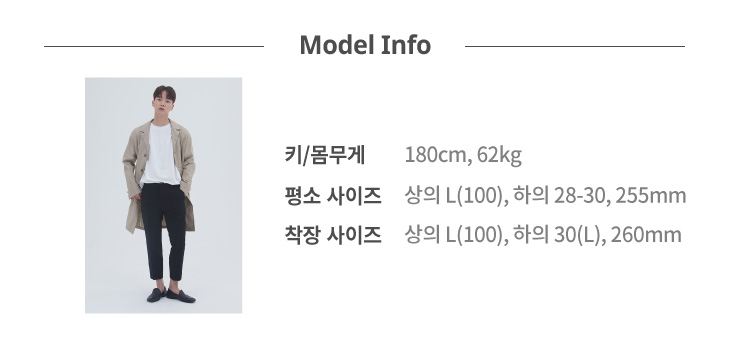 Model Info
키/몸무게 180cm, 62kg
평소 사이즈 상의 L(100), 하의 28-30, 255mm
착장 사이즈 상의 L(100), 하의 30(L), 260mm